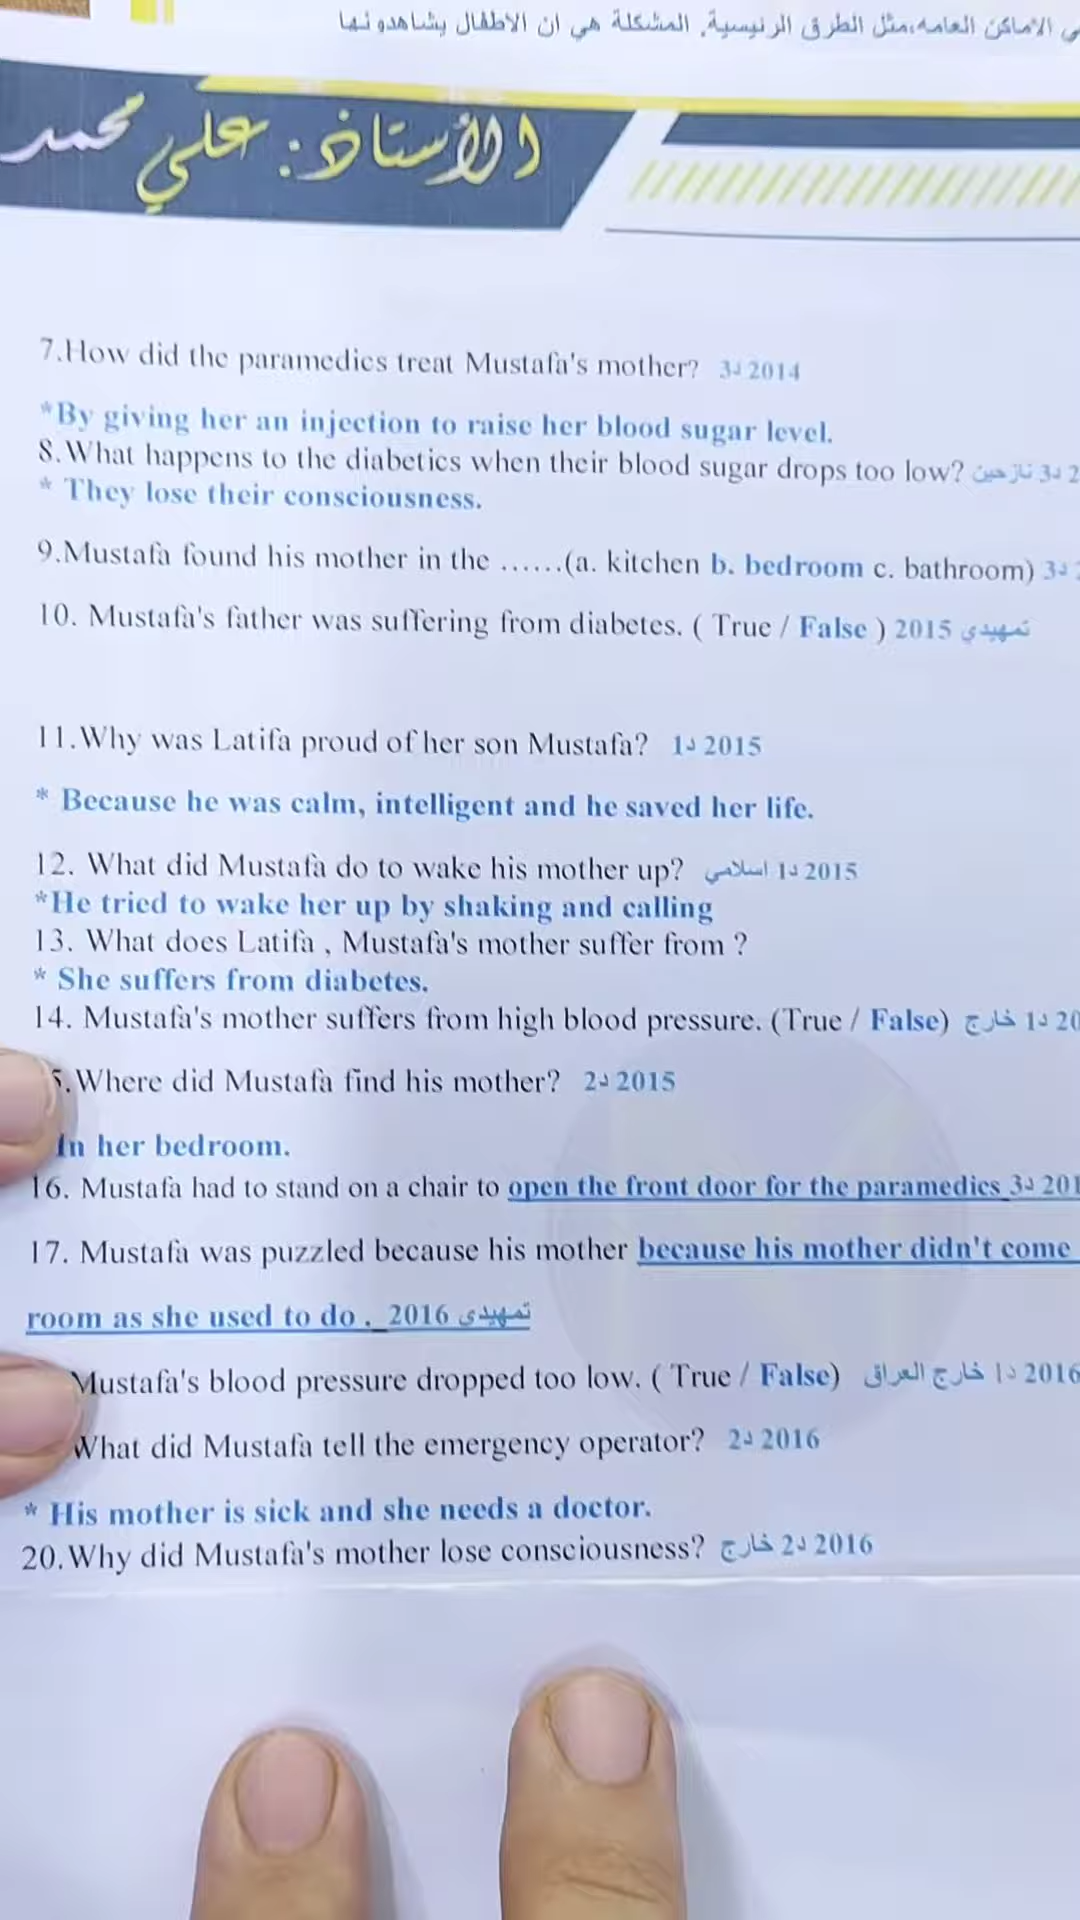 ي الاماكن العامه،مثل الطرق الرئيسية, المشكلة هي ان الاطفال يشاهدونها
الأستاذ: علي محمد
7.How did the paramedics treat Mustafa's mother? 2014 د3
*By giving her an injection to raise her blood sugar level.
8.What happens to the diabetics when their blood sugar drops too low? 2 د3 نازحين
* They lose their consciousness.
9.Mustafa found his mother in the ......(a. kitchen b. bedroom c. bathroom) د3
10. Mustafa's father was suffering from diabetes. ( True / False ) 2015 تمهيدي
11.Why was Latifa proud of her son Mustafa? 2015 د1
* Because he was calm, intelligent and he saved her life.
12. What did Mustafa do to wake his mother up? 2015 د1 اسلامي
*He tried to wake her up by shaking and calling
13. What does Latifa , Mustafa's mother suffer from ?
* She suffers from diabetes.
14. Mustafa's mother suffers from high blood pressure. (True / False) 20 د1 خارج
5.Where did Mustafa find his mother? 2015 د2
In her bedroom.
16. Mustafa had to stand on a chair to open the front door for the paramedics 201 د3
17. Mustafa was puzzled because his mother because his mother didn't come
room as she used to do . 2016 تمهيدى
Mustafa's blood pressure dropped too low. ( True / False) 2016 د1 خارج العراق
What did Mustafa tell the emergency operator? 2016 د2
* His mother is sick and she needs a doctor.
20.Why did Mustafa's mother lose consciousness? 2016 د2 خارج